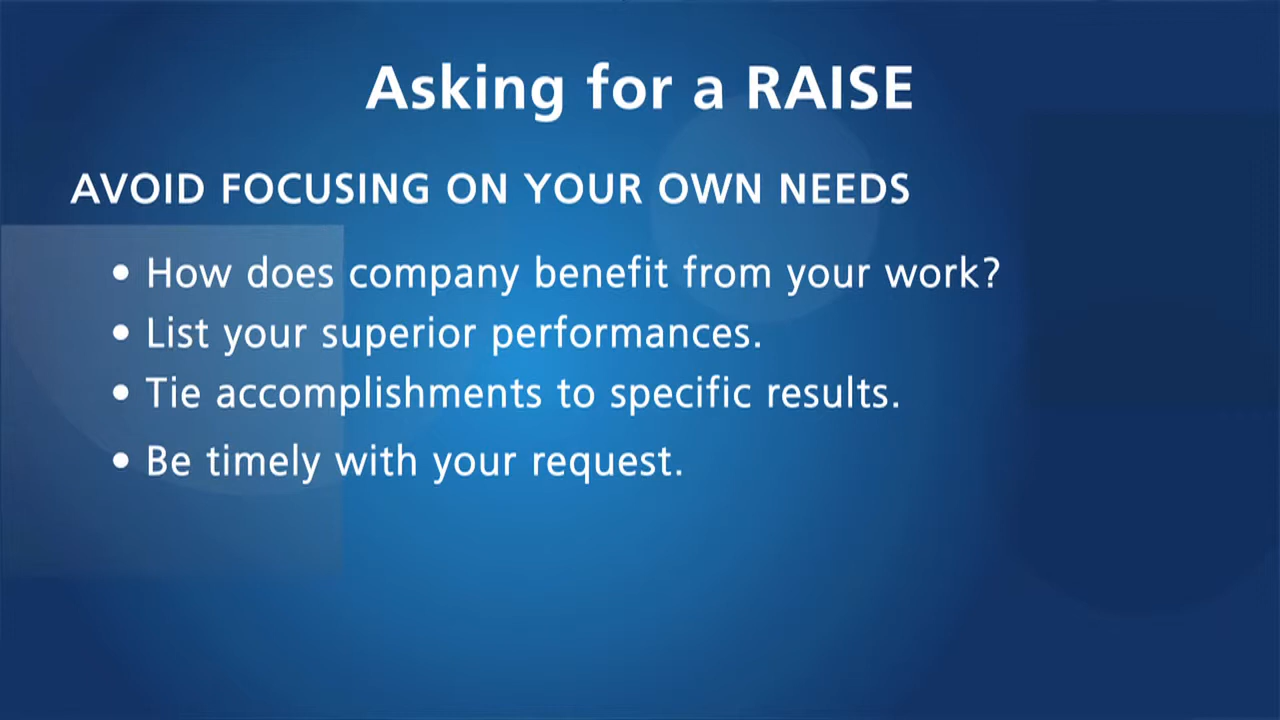 Asking for a RAISE
AVOID FOCUSING ON YOUR OWN NEEDS
• How does company benefit from your work?
• List your superior performances.
• Tie accomplishments to specific results.
• Be timely with your request.